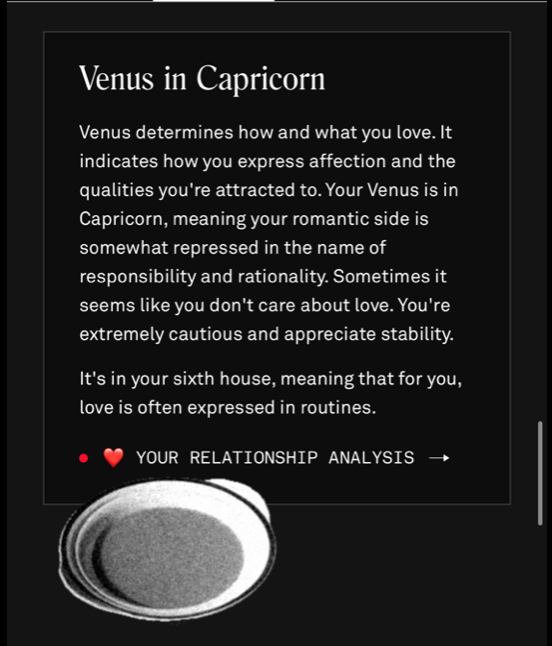 Venus in Capricorn
Venus determines how and what you love. It
indicates how you express affection and the
qualities you're attracted to. Your Venus is in
Capricorn, meaning your romantic side is
somewhat repressed in the name of
responsibility and rationality. Sometimes it
seems like you don't care about love. You're
extremely cautious and appreciate stability.
It's in your sixth house, meaning that for you,
love is often expressed in routines.
❤️ YOUR RELATIONSHIP ANALYSIS →